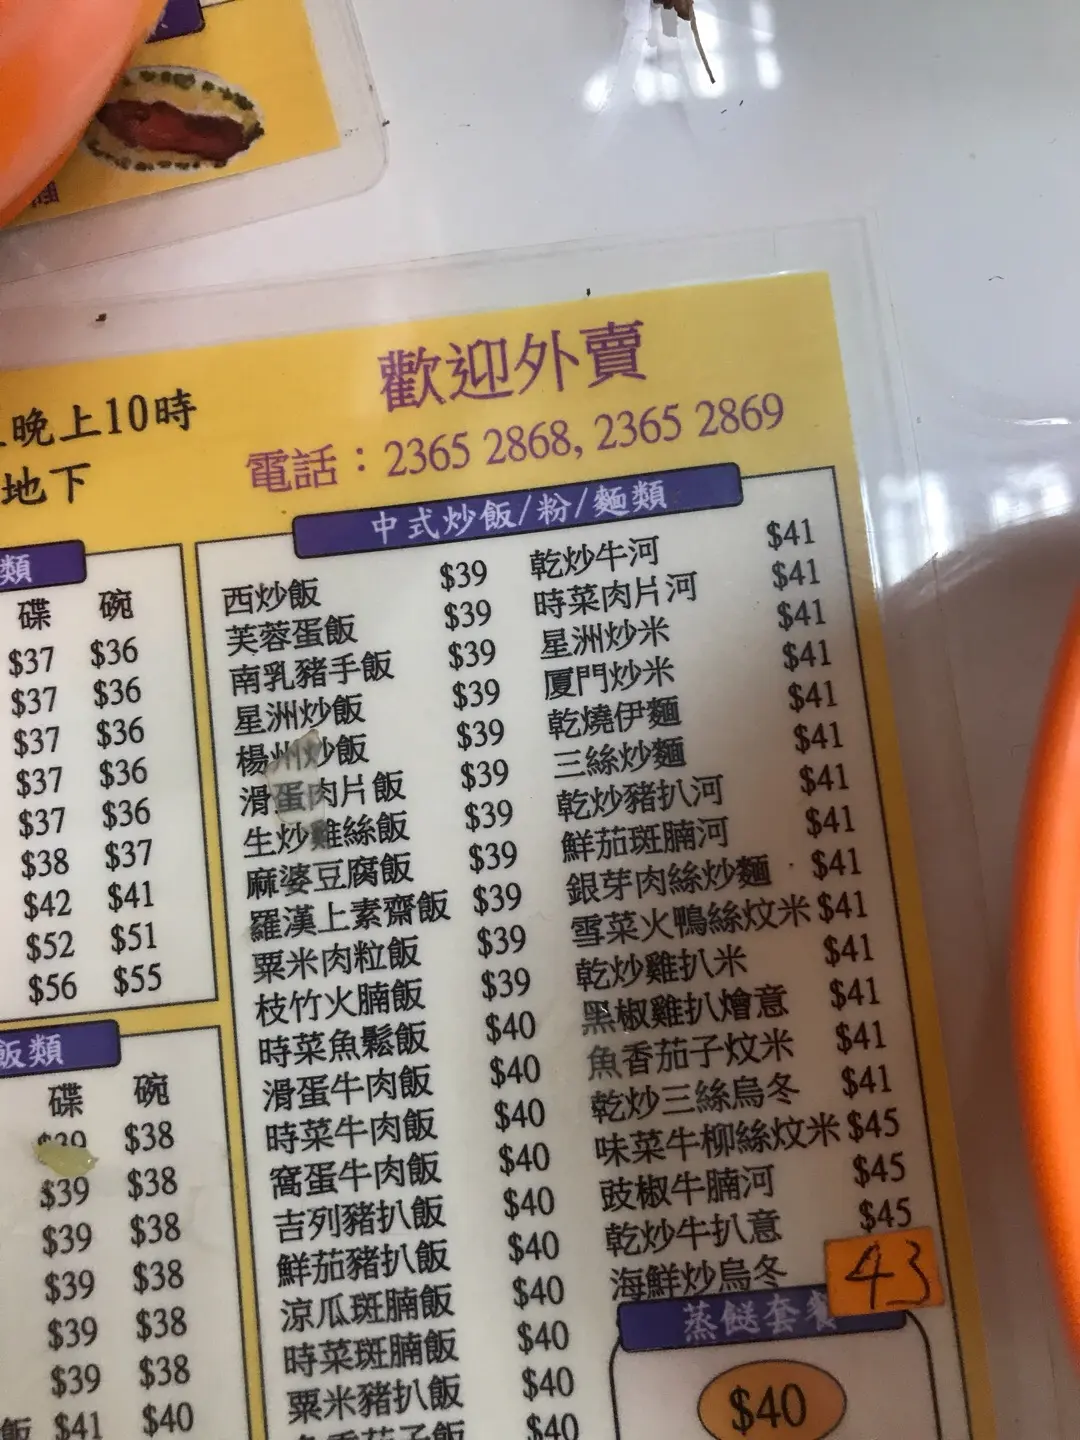 晚上10時
地下
歡迎外賣
電話：2365 2868, 2365 2869
類
碟 碗
$37 $36
$37 $36
$37 $36
$37 $36
$37 $36
$38 $37
$42 $41
$52 $51
$56 $55
飯類
碟 碗
$39 $38
$39 $38
$39 $38
$39 $38
$39 $38
$39 $38
飯 $41 $40
中式炒飯/粉/麵類
西炒飯 $39
芙蓉蛋飯 $39
南乳豬手飯 $39
星洲炒飯 $39
楊州炒飯 $39
滑蛋肉片飯 $39
生炒雞絲飯 $39
麻婆豆腐飯 $39
羅漢上素齋飯 $39
粟米肉粒飯 $39
枝竹火腩飯 $39
時菜魚鬆飯 $40
滑蛋牛肉飯 $40
時菜牛肉飯 $40
窩蛋牛肉飯 $40
吉列豬扒飯 $40
鮮茄豬扒飯 $40
涼瓜斑腩飯 $40
時菜斑腩飯 $40
粟米豬扒飯 $40
魚香茄子飯 $40
乾炒牛河 $41
時菜肉片河 $41
星洲炒米 $41
厦門炒米 $41
乾燒伊麵 $41
三絲炒麵 $41
乾炒豬扒河 $41
鮮茄斑腩河 $41
銀芽肉絲炒麵 $41
雪菜火鴨絲炆米 $41
乾炒雞扒米 $41
黑椒雞扒燴意 $41
魚香茄子炆米 $41
乾炒三絲烏冬 $41
味菜牛柳絲炆米 $45
豉椒牛腩河 $45
乾炒牛扒意 $45
海鮮炒烏冬 43
蒸餸套餐
$40